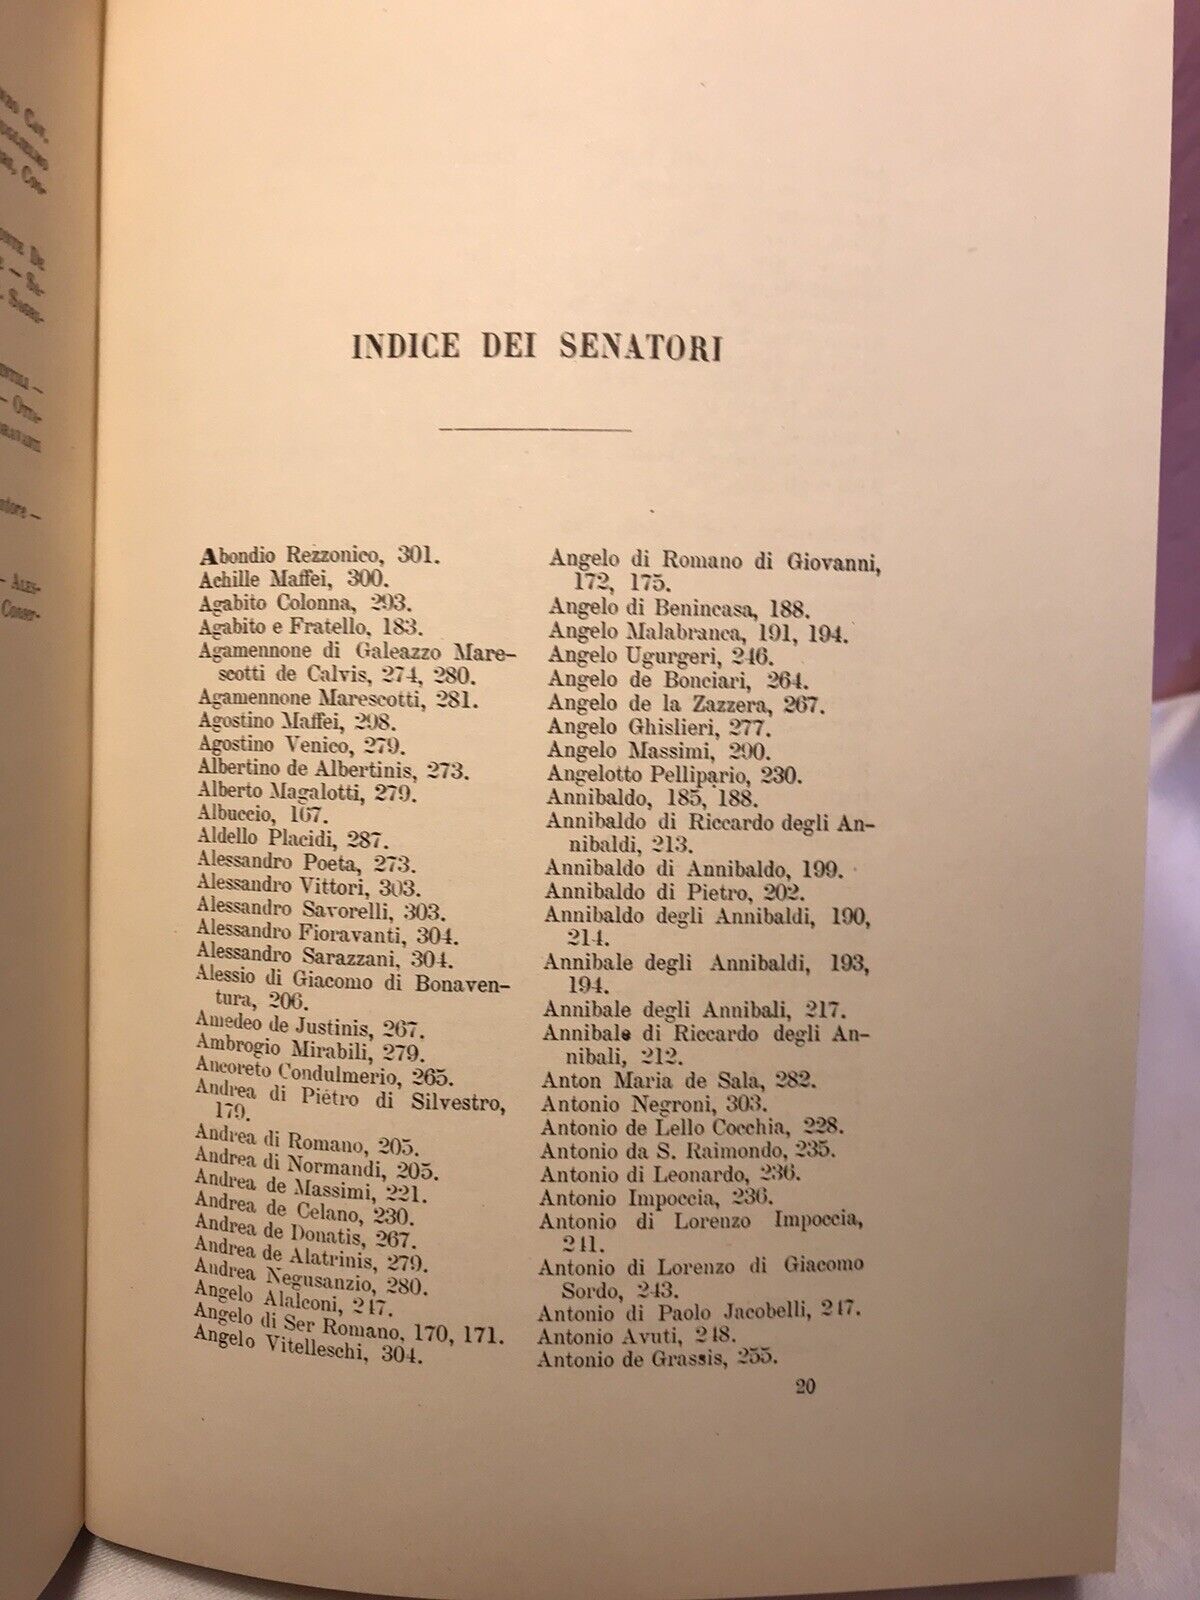 INDICE DEI SENATORI
Abondio Rezzonico, 301.
Achille Maffei, 300.
Agabito Colonna, 293.
Agabito e Fratello, 183.
Agamennone di Galeazzo Mare-
scotti de Calvis, 274, 280.
Agamennone Marescotti, 281.
Agostino Maffei, 298.
Agostino Venico, 279.
Albertino de Albertinis, 273.
Alberto Magalotti, 279.
Albuccio, 167.
Aldello Placidi, 287.
Alessandro Poeta, 273.
Alessandro Vittori, 303.
Alessandro Savorelli, 303.
Alessandro Fioravanti, 304.
Alessandro Sarazzani, 304.
Alessio di Giacomo di Bonaven-
tura, 206.
Amedeo de Justinis, 267.
Ambrogio Mirabili, 279.
Ancoreto Condulmerio, 265.
Andrea di Piétro di Silvestro,
179.
Andrea di Romano, 205.
Andrea di Normandi, 205.
Andrea de Massimi, 221.
Andrea de Celano, 230.
Andrea de Donatis, 267.
Andrea de Alatrinis, 279.
Andrea Negusanzio, 280.
Angelo Alalconi, 247.
Angelo di Ser Romano, 170, 171.
Angelo Vitelleschi, 304.
Angelo di Romano di Giovanni,
172, 175.
Angelo di Benincasa, 188.
Angelo Malabranca, 191, 194.
Angelo Ugurgeri, 246.
Angelo de Bonciari, 264.
Angelo de la Zazzera, 267.
Angelo Ghislieri, 277.
Angelo Massimi, 290.
Angelotto Pellipario, 230.
Annibaldo, 185, 188.
Annibaldo di Riccardo degli An-
nibaldi, 213.
Annibaldo di Annibaldo, 199.
Annibaldo di Pietro, 202.
Annibaldo degli Annibaldi, 190,
214.
Annibale degli Annibaldi, 193,
194.
Annibale degli Annibali, 217.
Annibale di Riccardo degli An-
nibali, 212.
Anton Maria de Sala, 282.
Antonio Negroni, 303.
Antonio de Lello Cocchia, 228.
Antonio da S. Raimondo, 235.
Antonio di Leonardo, 236.
Antonio Impoccia, 236.
Antonio di Lorenzo Impoccia,
241.
Antonio di Lorenzo di Giacomo
Sordo, 243.
Antonio di Paolo Jacobelli, 247.
Antonio Avuti, 248.
Antonio de Grassis, 255.
20